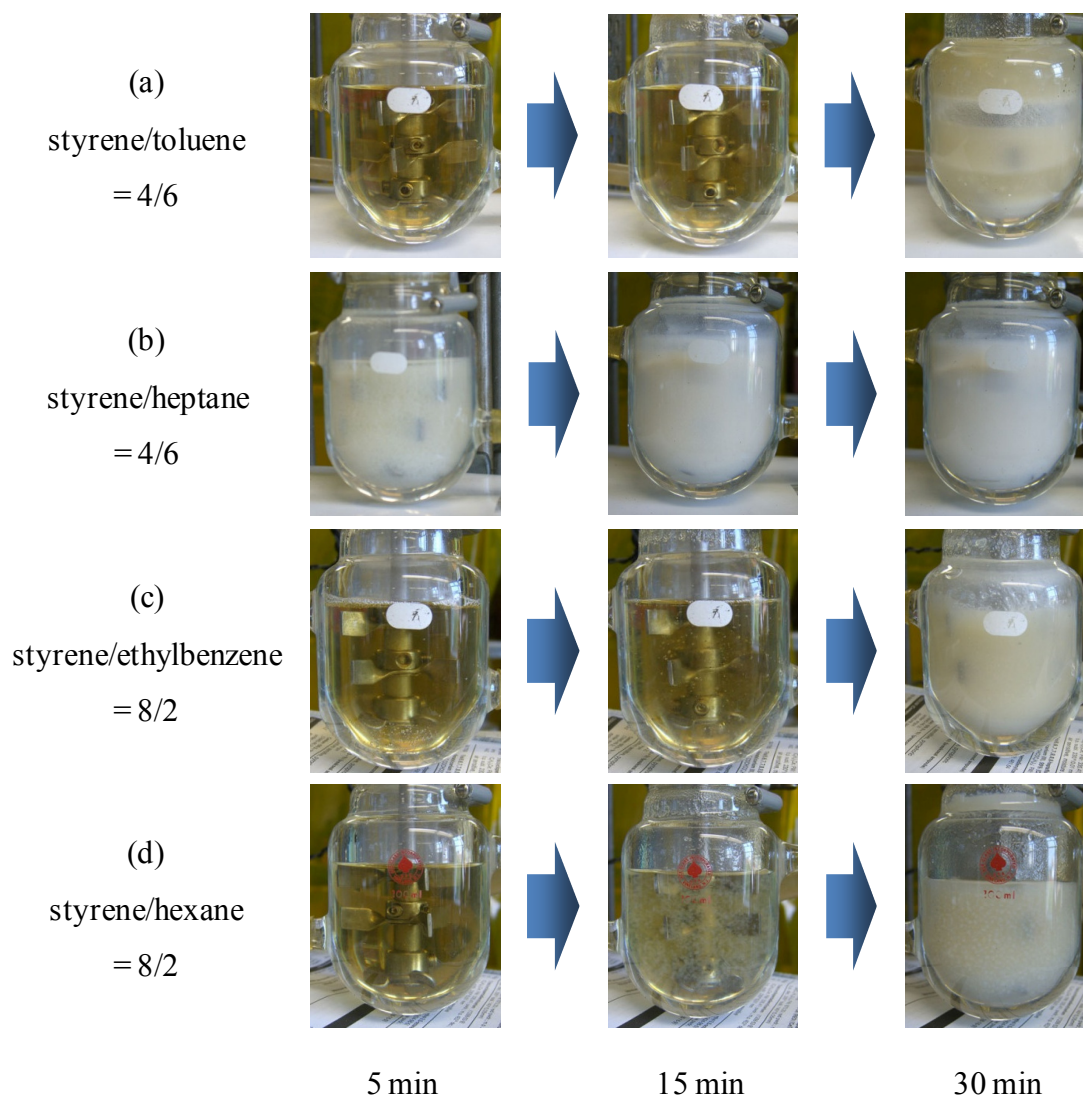 (a)
styrene/toluene
= 4/6
(b)
styrene/heptane
= 4/6
(c)
styrene/ethylbenzene
= 8/2
(d)
styrene/hexane
= 8/2
100ml
5 min
15 min
30 min